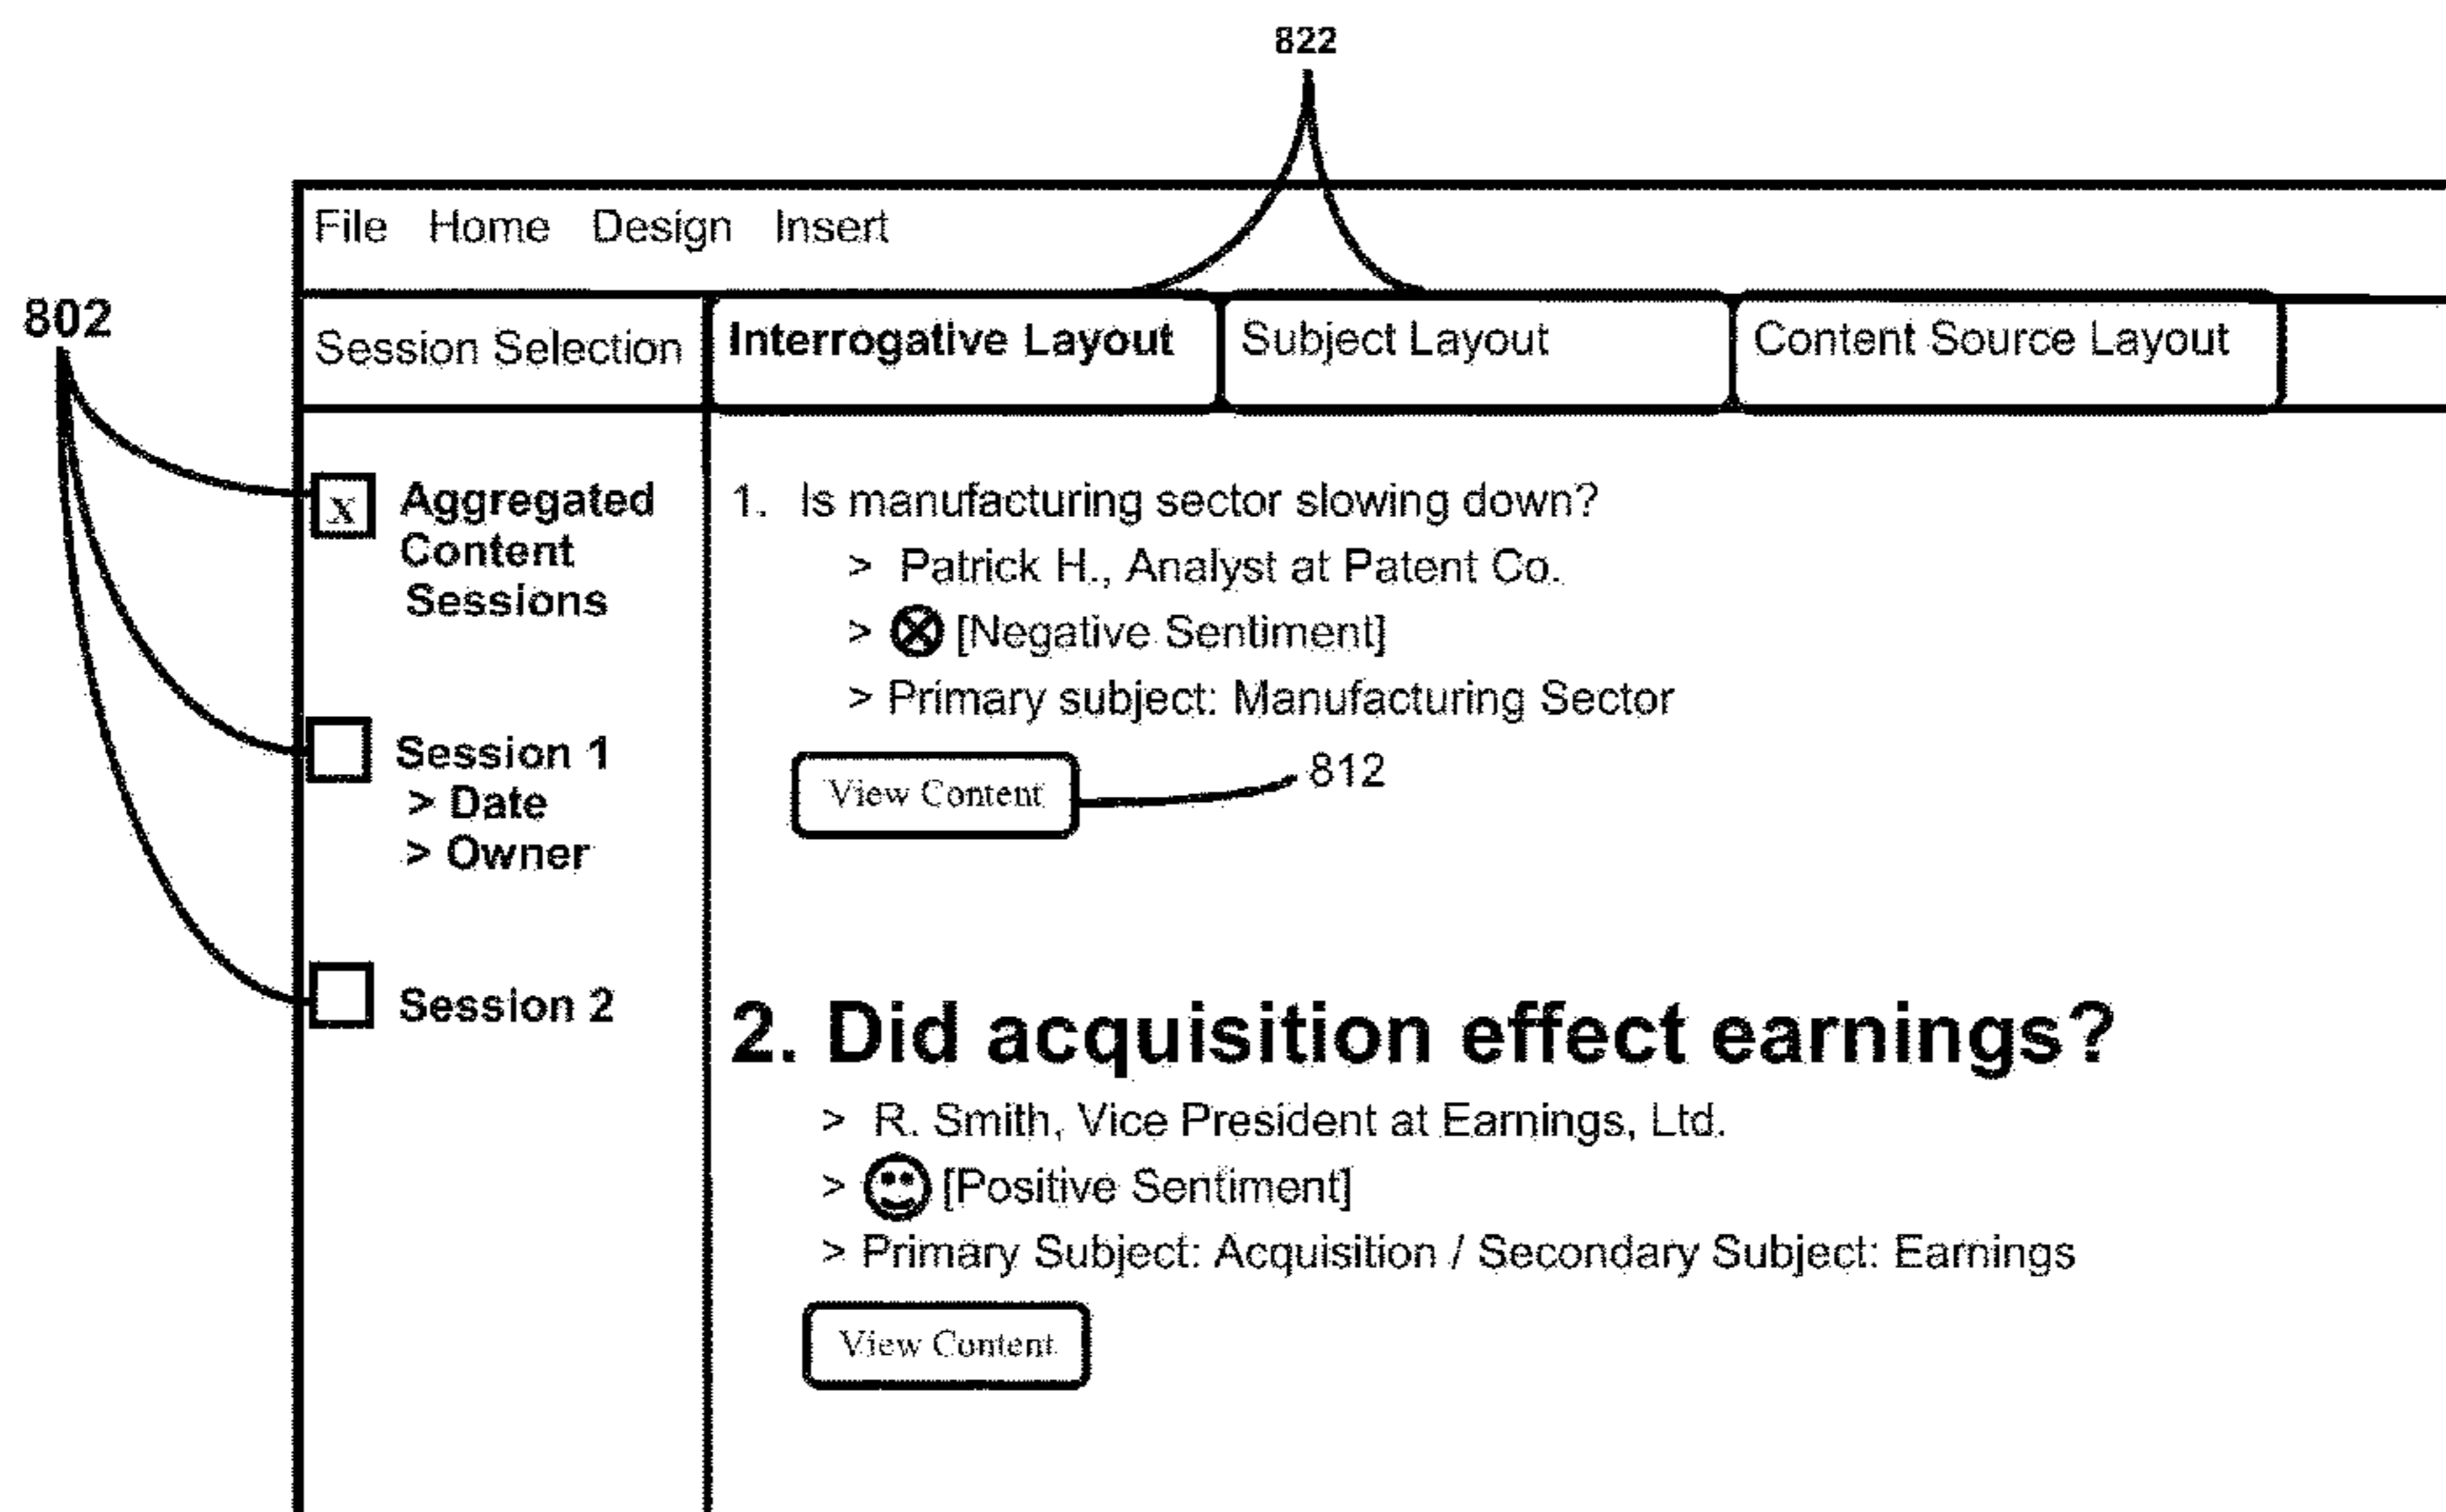 822
File Home Design Insert
802
Session Selection
Interrogative Layout
Subject Layout
Content Source Layout
X
Aggregated
Content
Sessions
Session 1
> Date
> Owner
Session 2
1. Is manufacturing sector slowing down?
> Patrick H., Analyst at Patent Co.
> [Negative Sentiment]
> Primary subject: Manufacturing Sector
View Content
812
2. Did acquisition effect earnings?
> R. Smith, Vice President at Earnings, Ltd.
> [Positive Sentiment]
> Primary Subject: Acquisition / Secondary Subject: Earnings
View Content